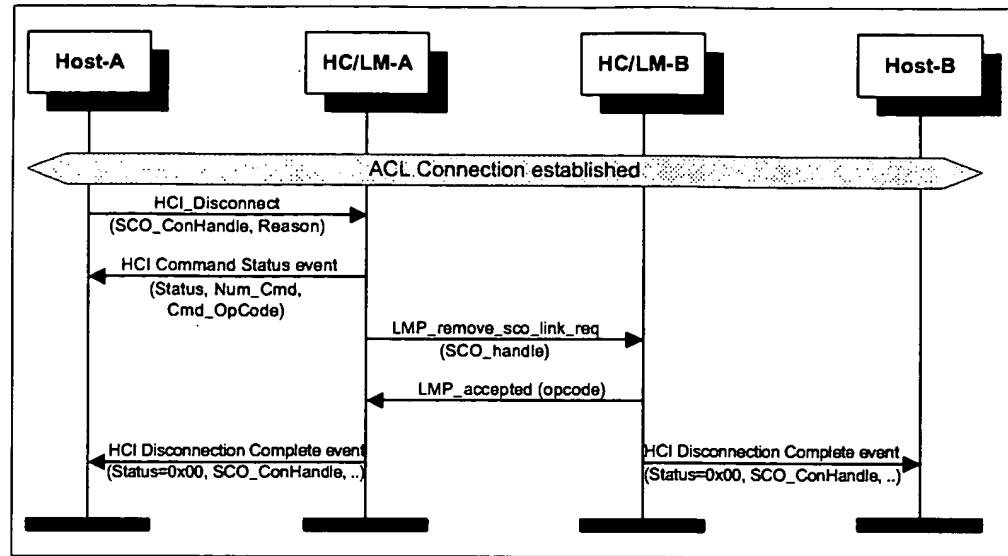 Host-A
HC/LM-A
HC/LM-B
Host-B
ACL Connection established
HCI_Disconnect
(SCO_ConHandle, Reason)
HCI Command Status event
(Status, Num_Cmd,
Cmd_OpCode)
LMP_remove_sco_link_req
(SCO_handle)
LMP_accepted (opcode)
HCI Disconnection Complete event
(Status=0x00, SCO_ConHandle, ..)
HCI Disconnection Complete event
(Status=0x00, SCO_ConHandle, ..)